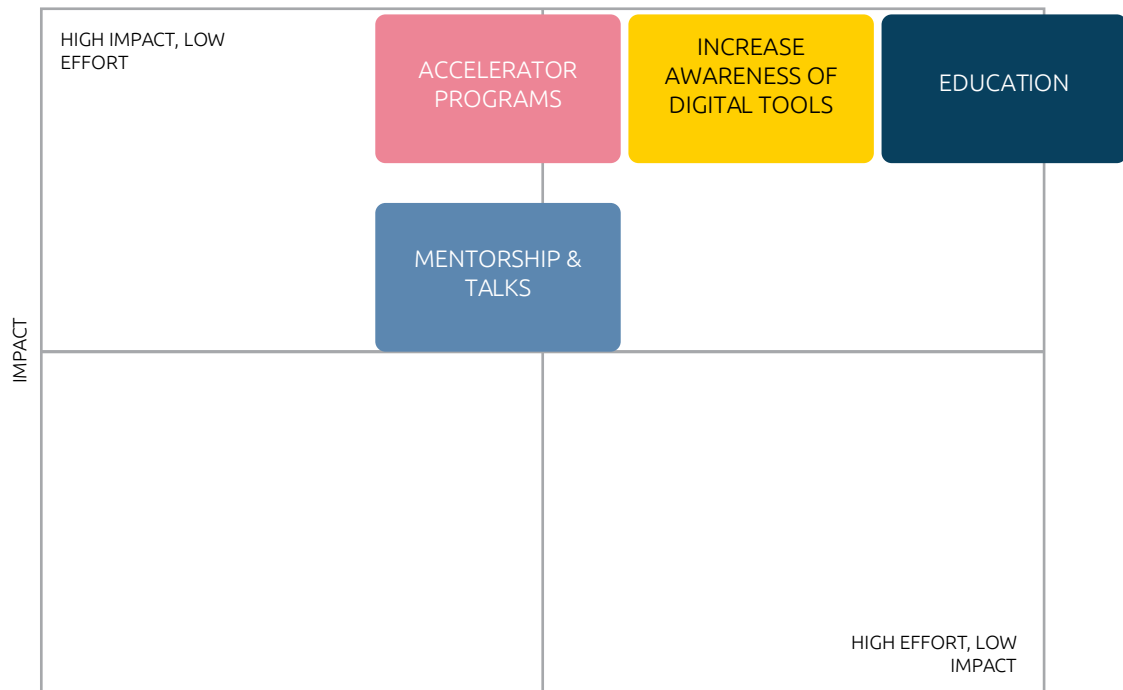 HIGH IMPACT, LOW
EFFORT
ACCELERATOR
PROGRAMS
INCREASE
AWARENESS OF
DIGITAL TOOLS
EDUCATION
MENTORSHIP &
TALKS
IMPACT
HIGH EFFORT, LOW
IMPACT